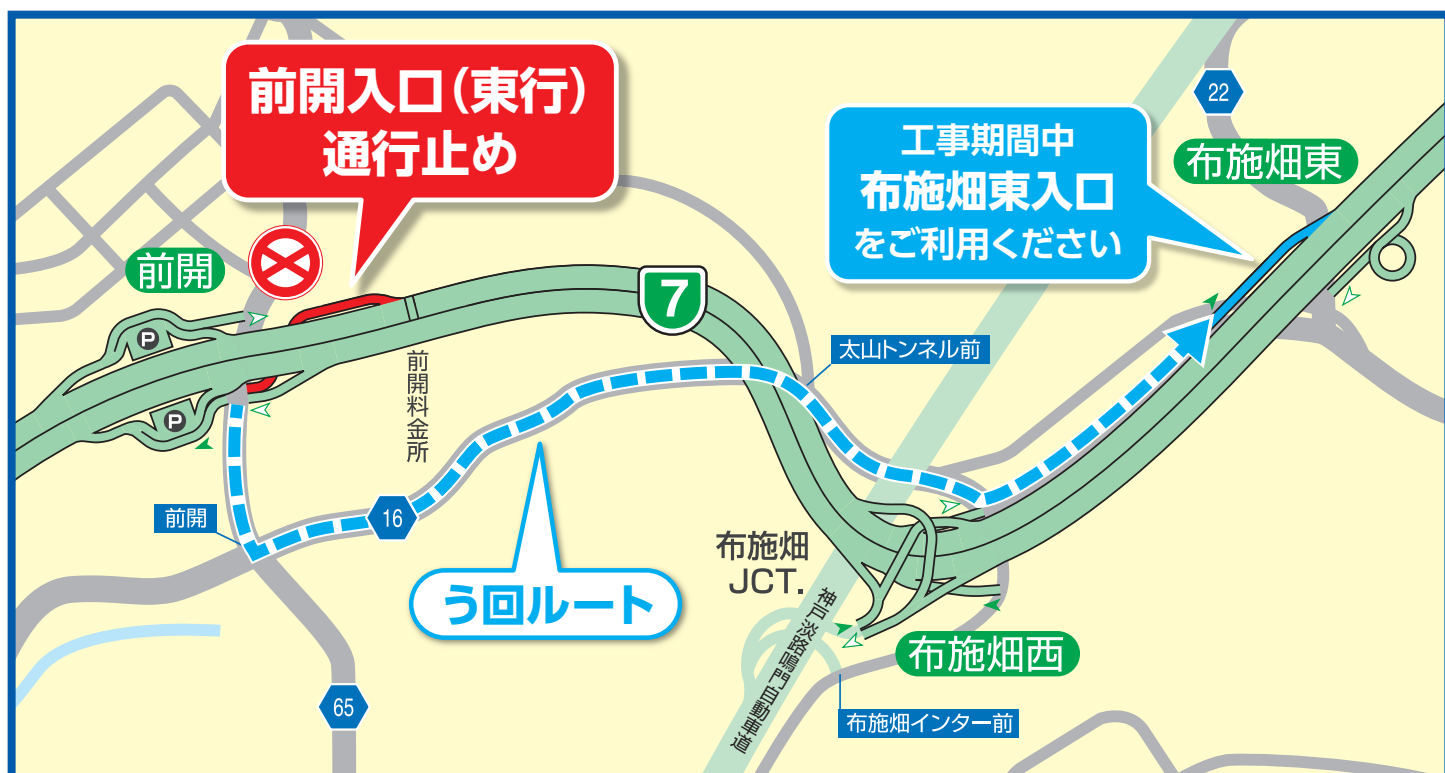 前開入口（東行）
通行止め
工事期間中
布施畑東入口
をご利用ください
22
布施畑東
前開
P
P
7
前開料金所
太山トンネル前
前開
16
う回ルート
布施畑
JCT.
神戸淡路鳴門自動車道
布施畑西
65
布施畑インター前